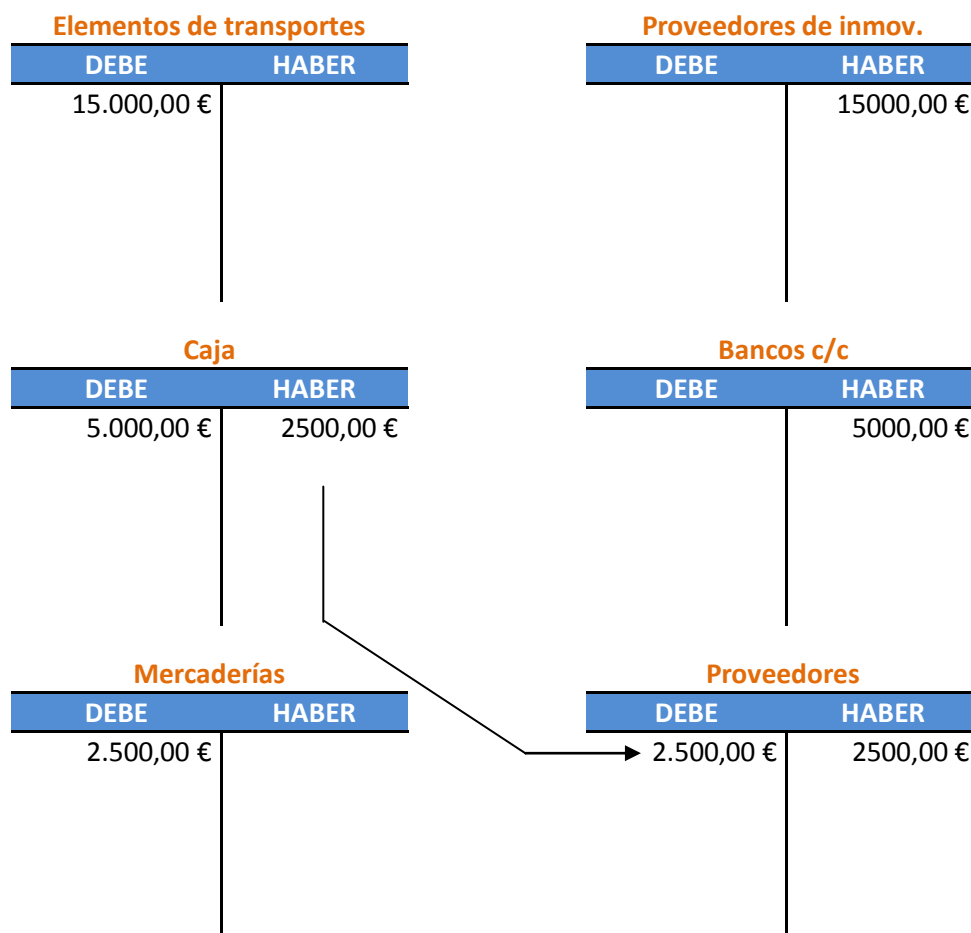 Elementos de transportes Proveedores de inmov.
DEBE HABER DEBE HABER
15.000,00 € 15000,00 €
Caja Bancos c/c
DEBE HABER DEBE HABER
5.000,00 € 2500,00 € 5000,00 €
Mercaderías Proveedores
DEBE HABER DEBE HABER
2.500,00 € 2.500,00 € 2500,00 €